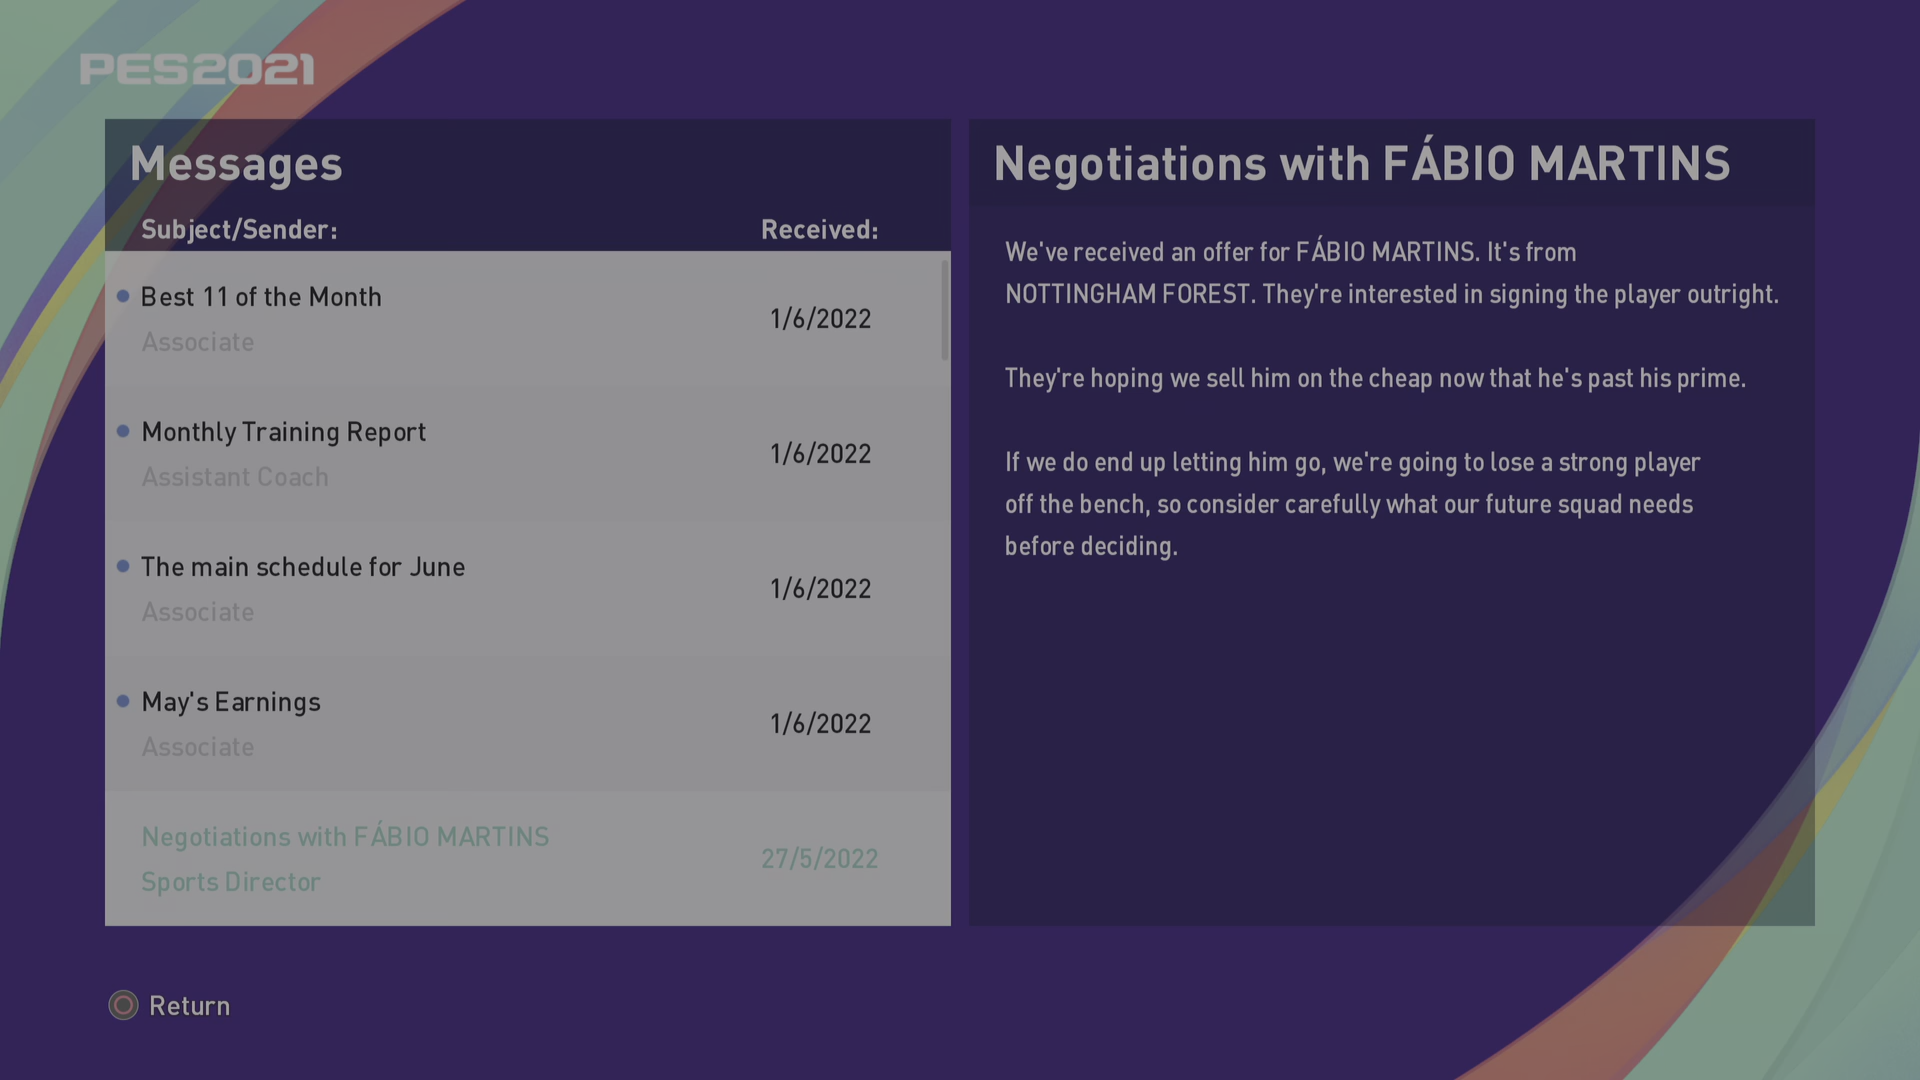 PES2021
Messages
Subject/Sender:
Received:
Best 11 of the Month
Associate
1/6/2022
Monthly Training Report
Assistant Coach
1/6/2022
The main schedule for June
Associate
1/6/2022
May's Earnings
Associate
1/6/2022
Negotiations with FÁBIO MARTINS
Sports Director
27/5/2022
Negotiations with FÁBIO MARTINS
We've received an offer for FÁBIO MARTINS. It's from
NOTTINGHAM FOREST. They're interested in signing the player outright.
They're hoping we sell him on the cheap now that he's past his prime.
If we do end up letting him go, we're going to lose a strong player
off the bench, so consider carefully what our future squad needs
before deciding.
Return